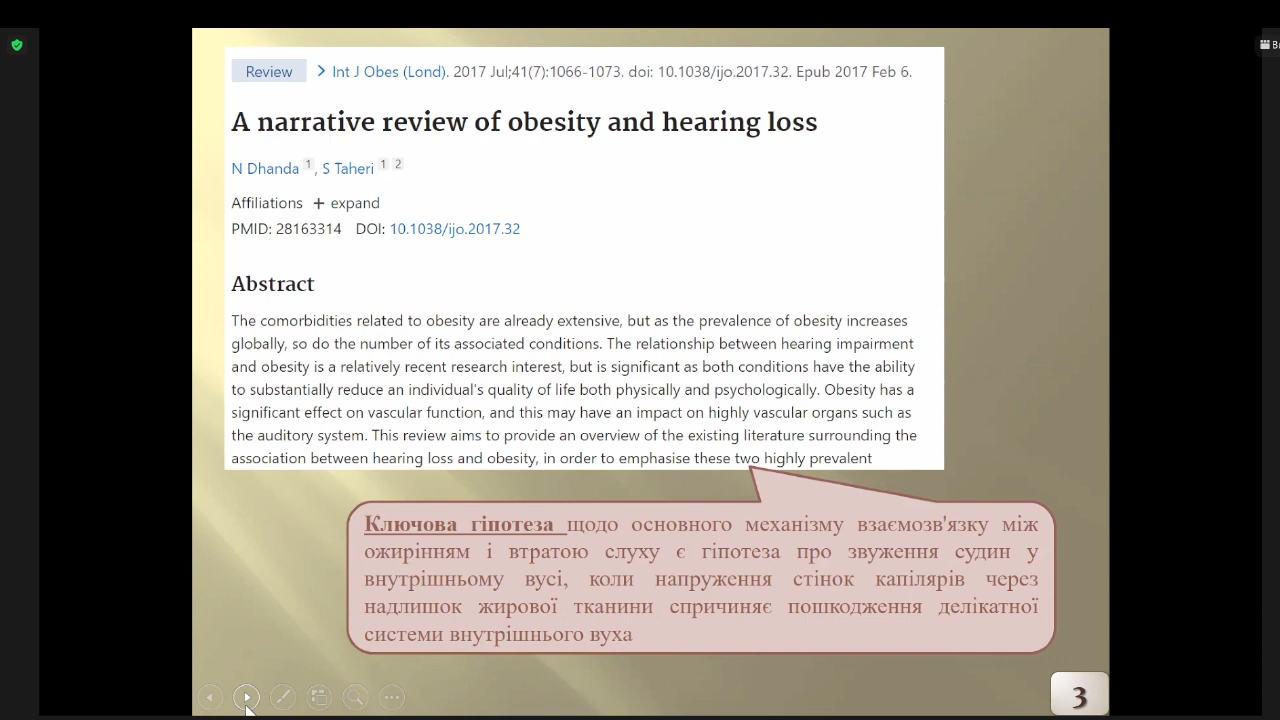 Review > Int J Obes (Lond). 2017 Jul;41(7):1066-1073. doi: 10.1038/ijo.2017.32. Epub 2017 Feb 6.
A narrative review of obesity and hearing loss
N Dhanda 1, S Taheri 1 2
Affiliations + expand
PMID: 28163314 DOI: 10.1038/ijo.2017.32
Abstract
The comorbidities related to obesity are already extensive, but as the prevalence of obesity increases
globally, so do the number of its associated conditions. The relationship between hearing impairment
and obesity is a relatively recent research interest, but is significant as both conditions have the ability
to substantially reduce an individual's quality of life both physically and psychologically. Obesity has a
significant effect on vascular function, and this may have an impact on highly vascular organs such as
the auditory system. This review aims to provide an overview of the existing literature surrounding the
association between hearing loss and obesity, in order to emphasise these two highly prevalent
Ключова гіпотеза щодо основного механізму взаємозв'язку між
ожирінням і втратою слуху є гіпотеза про звуження судин у
внутрішньому вусі, коли напруження стінок капілярів через
надлишок жирової тканини спричиняє пошкодження делікатної
системи внутрішнього вуха
3